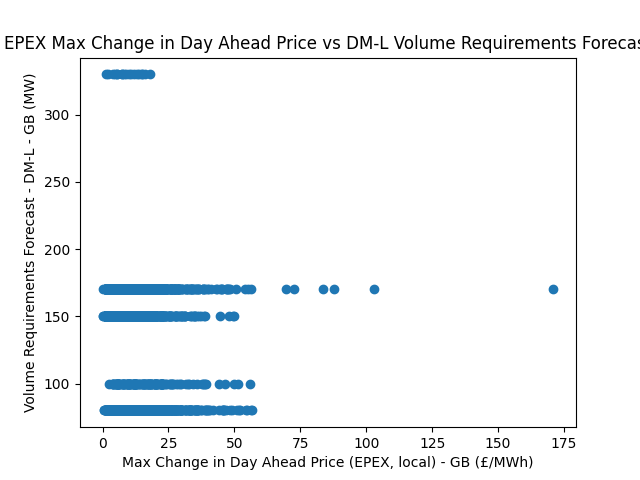 EPEX Max Change in Day Ahead Price vs DM-L Volume Requirements Forecas
Volume Requirements Forecast - DM-L - GB (MW)
300
250
200
150
100
0 25 50 75 100 125 150 175
Max Change in Day Ahead Price (EPEX, local) - GB (£/MWh)